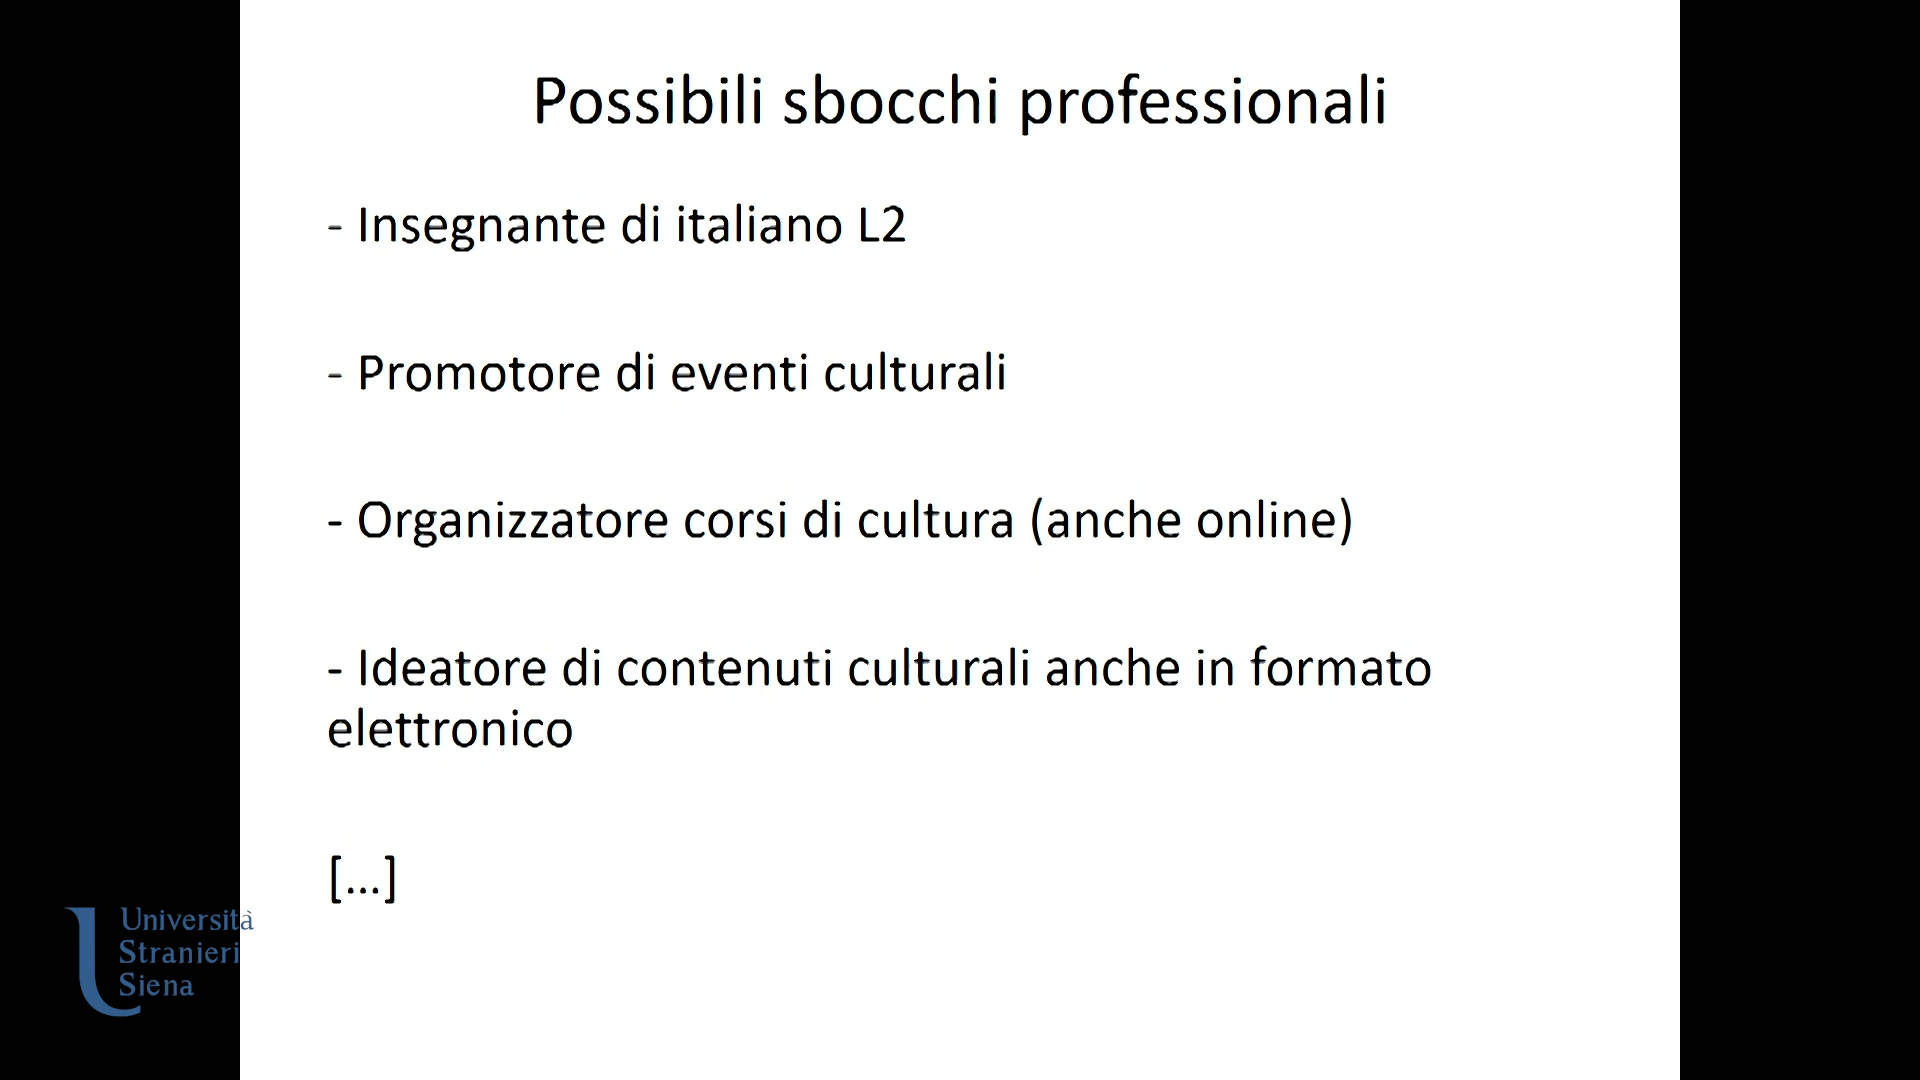 Possibili sbocchi professionali
- Insegnante di italiano L2
- Promotore di eventi culturali
- Organizzatore corsi di cultura (anche online)
- Ideatore di contenuti culturali anche in formato
elettronico
[...]
Università
Stranieri
Siena